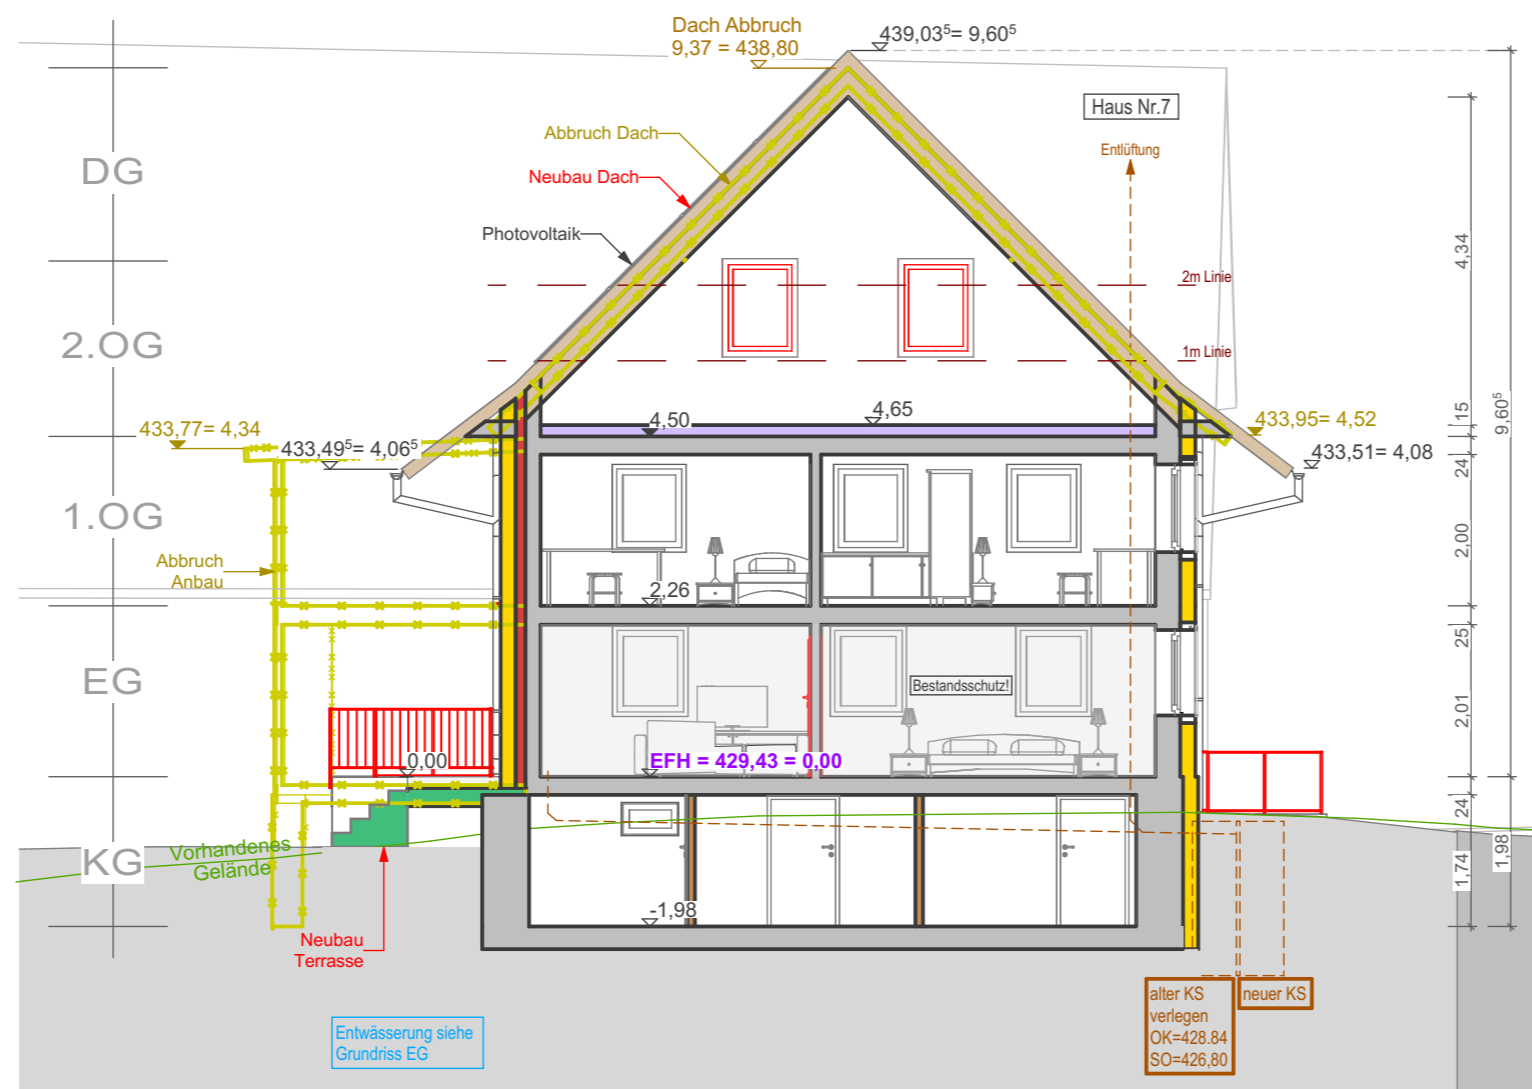 Dach Abbruch
9,37 = 438,80
439,03⁵= 9,60⁵
Haus Nr.7
Entlüftung
DG
Abbruch Dach
Neubau Dach
Photovoltaik
2m Linie
1m Linie
4,34
9,60⁵
2.OG
433,77= 4,34
433,49⁵= 4,06⁵
4,50
4,65
433,95= 4,52
433,51= 4,08
15
24
1.OG
2,00
Abbruch
Anbau
2,26
25
EG
Bestandsschutz!
2,01
0,00
EFH = 429,43 = 0,00
24
Vorhandenes
Gelände
KG
1,74
1,98
-1,98
Neubau
Terrasse
alter KS
verlegen
OK=428.84
SO=426,80
neuer KS
Entwässerung siehe
Grundriss EG